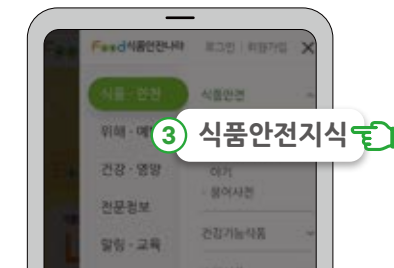 Food식품안전나라
로그인 | 회원가입 ✕
식품·안전
식품안전
위해·예
③ 식품안전지식
건강·영양
야기
· 용어사전
전문정보
건강기능식품
알림·교육